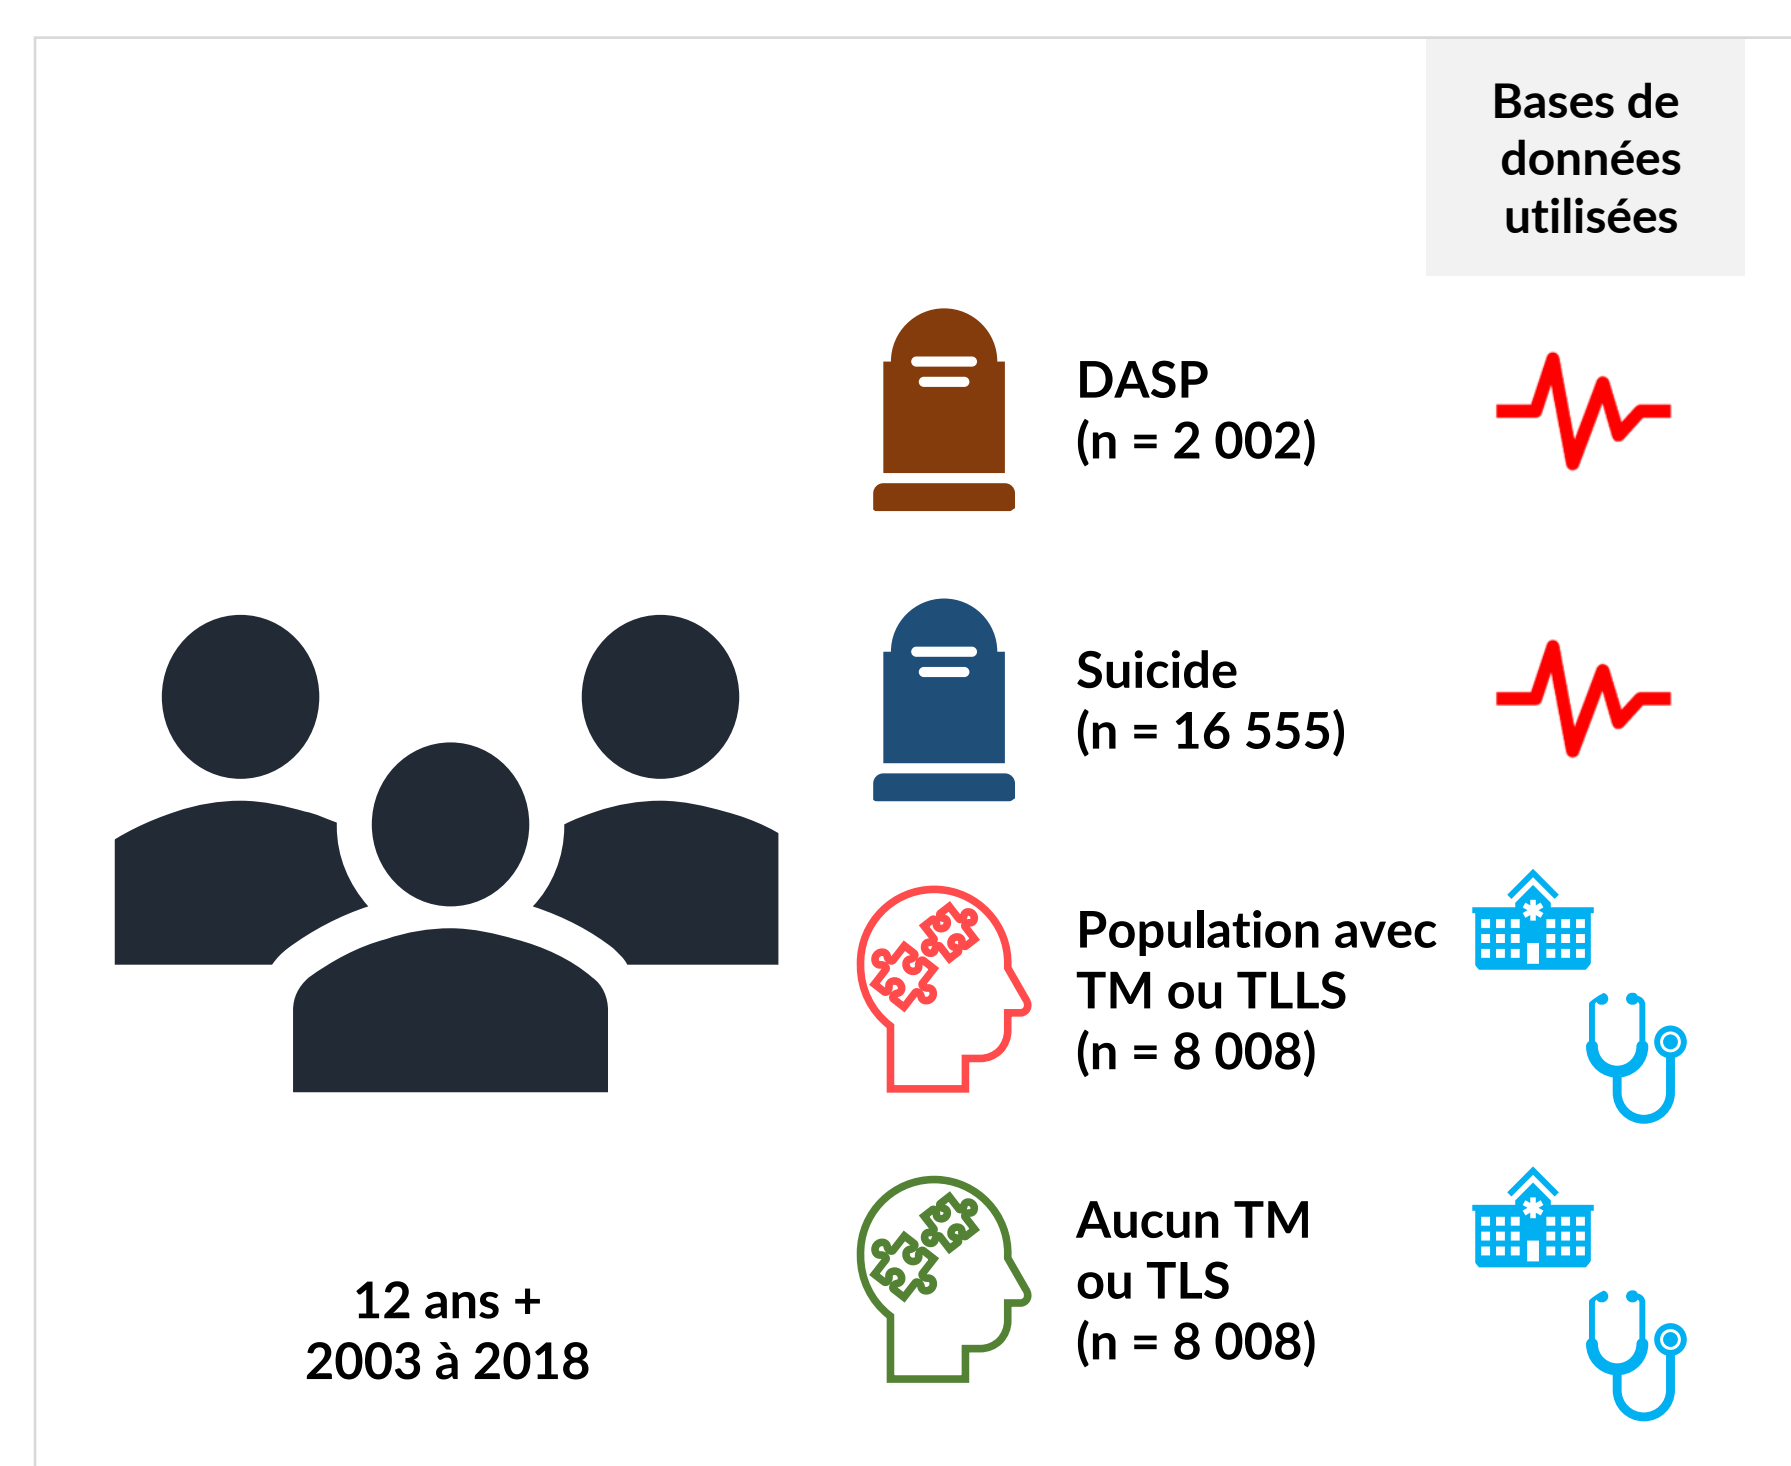 Bases de
données
utilisées
DASP
(n = 2 002)
Suicide
(n = 16 555)
Population avec
TM ou TLLS
(n = 8 008)
Aucun TM
ou TLS
(n = 8 008)
12 ans +
2003 à 2018